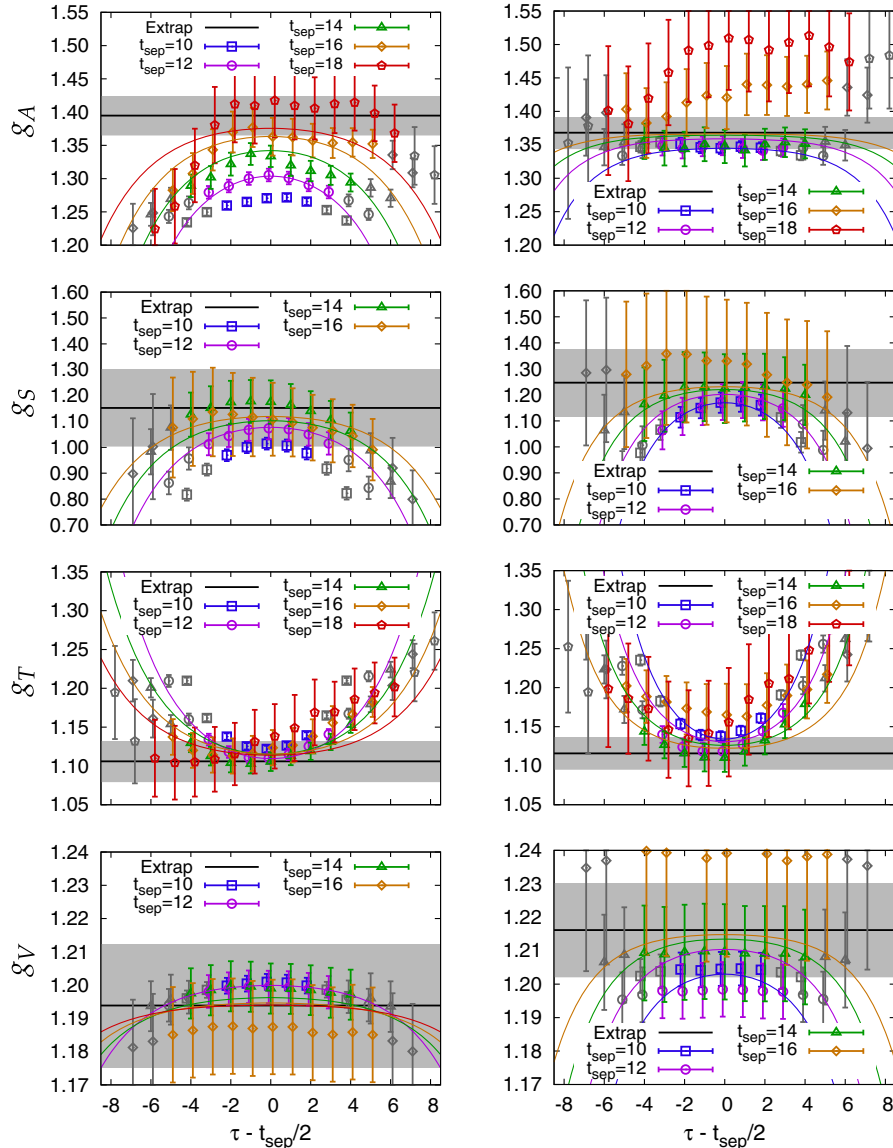 g_A
1.55
1.50
1.45
1.40
1.35
1.30
1.25
1.20
Extrap
t_sep=10
t_sep=12
t_sep=14
t_sep=16
t_sep=18
1.55
1.50
1.45
1.40
1.35
1.30
1.25
1.20
Extrap
t_sep=10
t_sep=12
t_sep=14
t_sep=16
t_sep=18
g_S
1.60
1.50
1.40
1.30
1.20
1.10
1.00
0.90
0.80
0.70
Extrap
t_sep=10
t_sep=12
t_sep=14
t_sep=16
1.60
1.50
1.40
1.30
1.20
1.10
1.00
0.90
0.80
0.70
Extrap
t_sep=10
t_sep=12
t_sep=14
t_sep=16
g_T
1.35
1.30
1.25
1.20
1.15
1.10
1.05
Extrap
t_sep=10
t_sep=12
t_sep=14
t_sep=16
t_sep=18
1.35
1.30
1.25
1.20
1.15
1.10
1.05
Extrap
t_sep=10
t_sep=12
t_sep=14
t_sep=16
t_sep=18
g_V
1.24
1.23
1.22
1.21
1.20
1.19
1.18
1.17
Extrap
t_sep=10
t_sep=12
t_sep=14
t_sep=16
1.24
1.23
1.22
1.21
1.20
1.19
1.18
1.17
Extrap
t_sep=10
t_sep=12
t_sep=14
t_sep=16
-8 -6 -4 -2 0 2 4 6 8
-8 -6 -4 -2 0 2 4 6 8
τ - t_sep/2
τ - t_sep/2